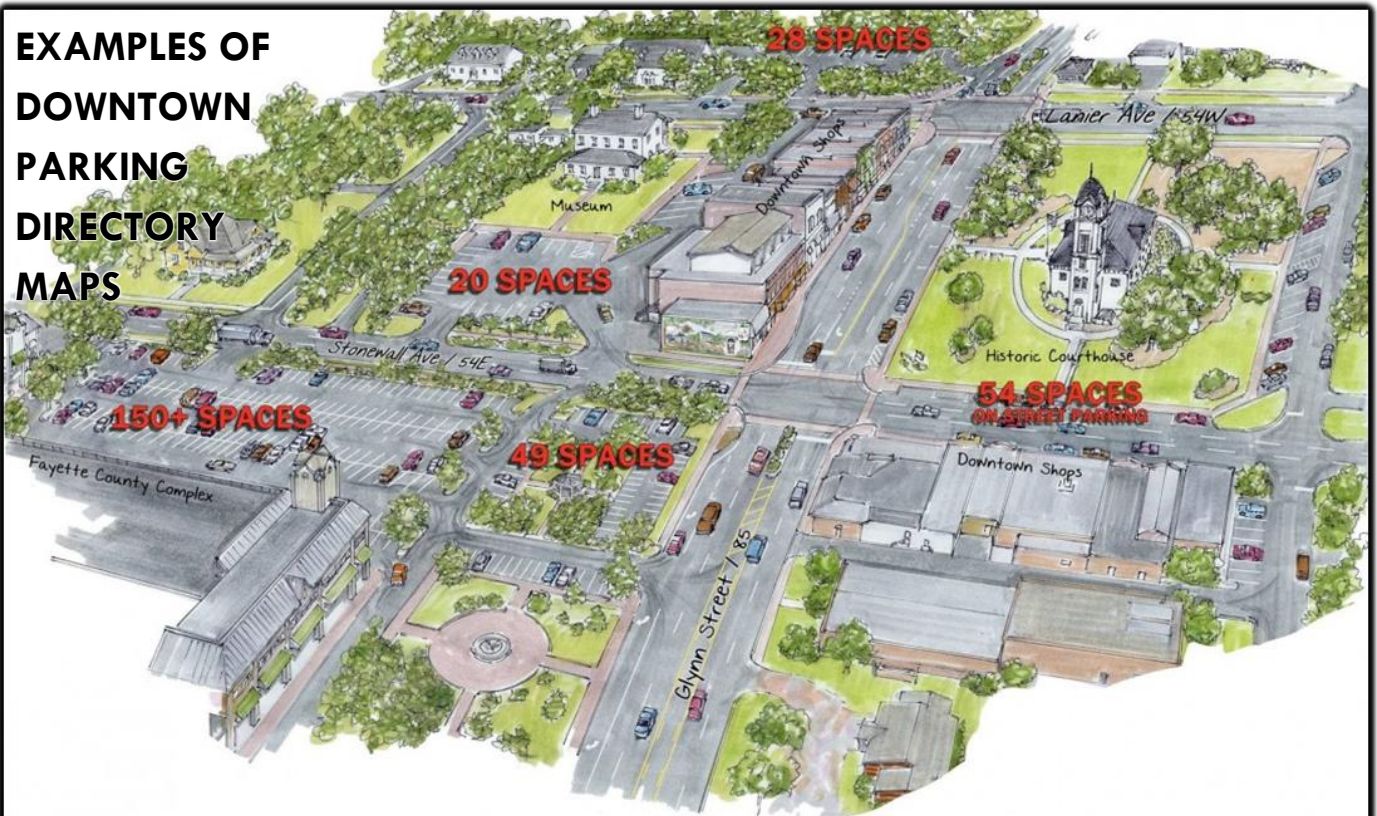 EXAMPLES OF
DOWNTOWN
PARKING
DIRECTORY
MAPS
28 SPACES
Lanier Ave / 54W
Downtown Shops
Museum
20 SPACES
Stonewall Ave / 54E
Historic Courthouse
54 SPACES
ON STREET PARKING
150+ SPACES
49 SPACES
Fayette County Complex
Downtown Shops
Glynn Street / 85